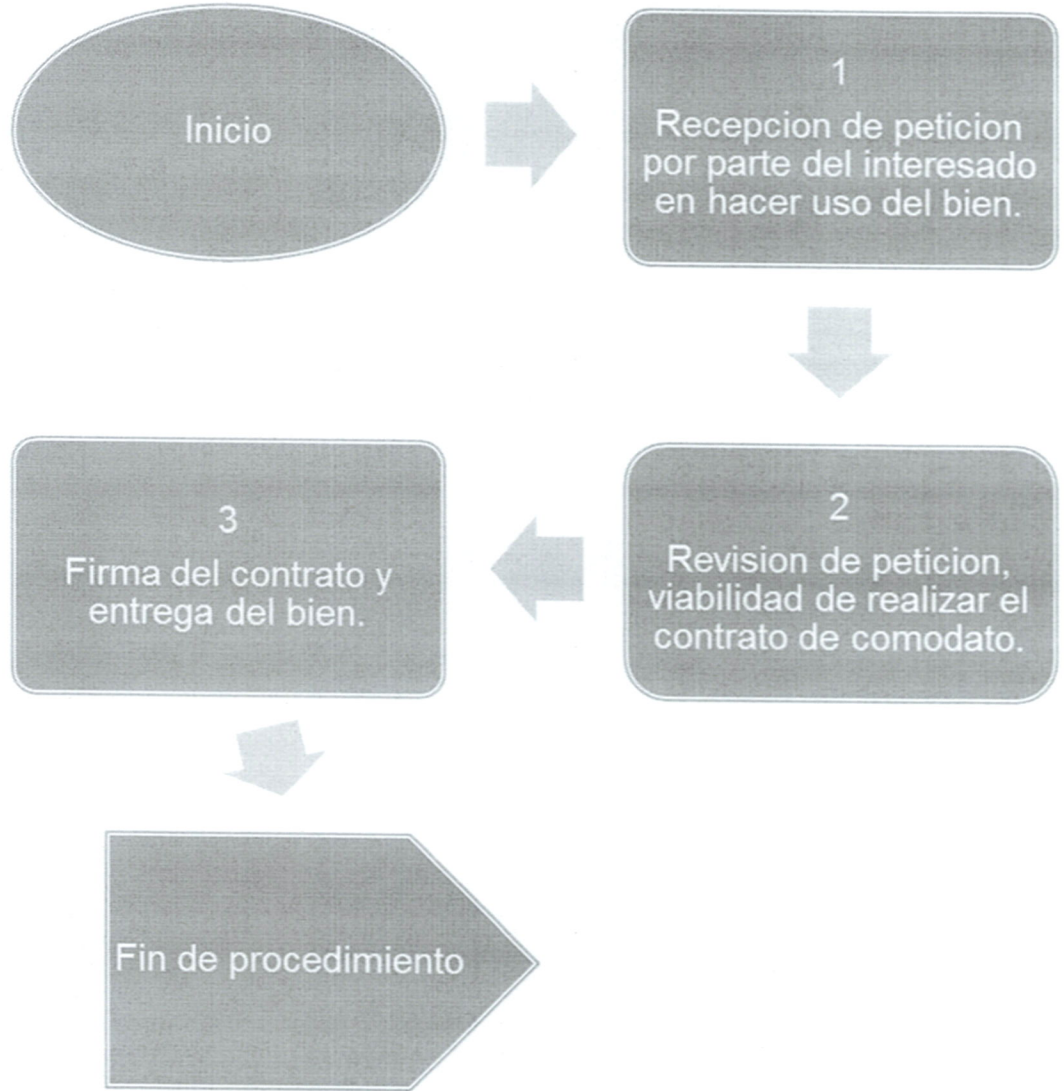 Inicio
1
Recepcion de peticion
por parte del interesado
en hacer uso del bien.
2
Revision de peticion,
viabilidad de realizar el
contrato de comodato.
3
Firma del contrato y
entrega del bien.
Fin de procedimiento